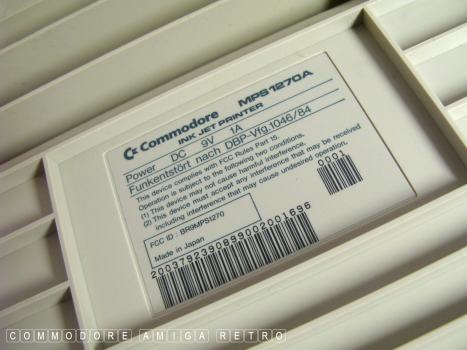 Commodore MPS1270A
INK JET PRINTER
Power DC 9V 1A
Funkentstört nach DBP-Vfg.1046/84
This device complies with FCC Rules Part 15.
Operation is subject to the following two conditions.
(1) This device may not cause harmful interference.
(2) This device must accept any interference that may be received
including interference that may cause undesired operation.
FCC ID : BR9MPS1270
Made in Japan
0001
200379239089900200169​6
COMMODORE AMIGA RETRO